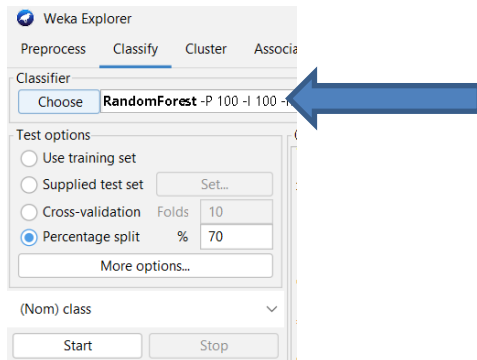 Weka Explorer
Preprocess Classify Cluster Associa
Classifier
Choose RandomForest -P 100 -I 100
Test options
Use training set
Supplied test set Set...
Cross-validation Folds 10
Percentage split % 70
More options...
(Nom) class
Start Stop